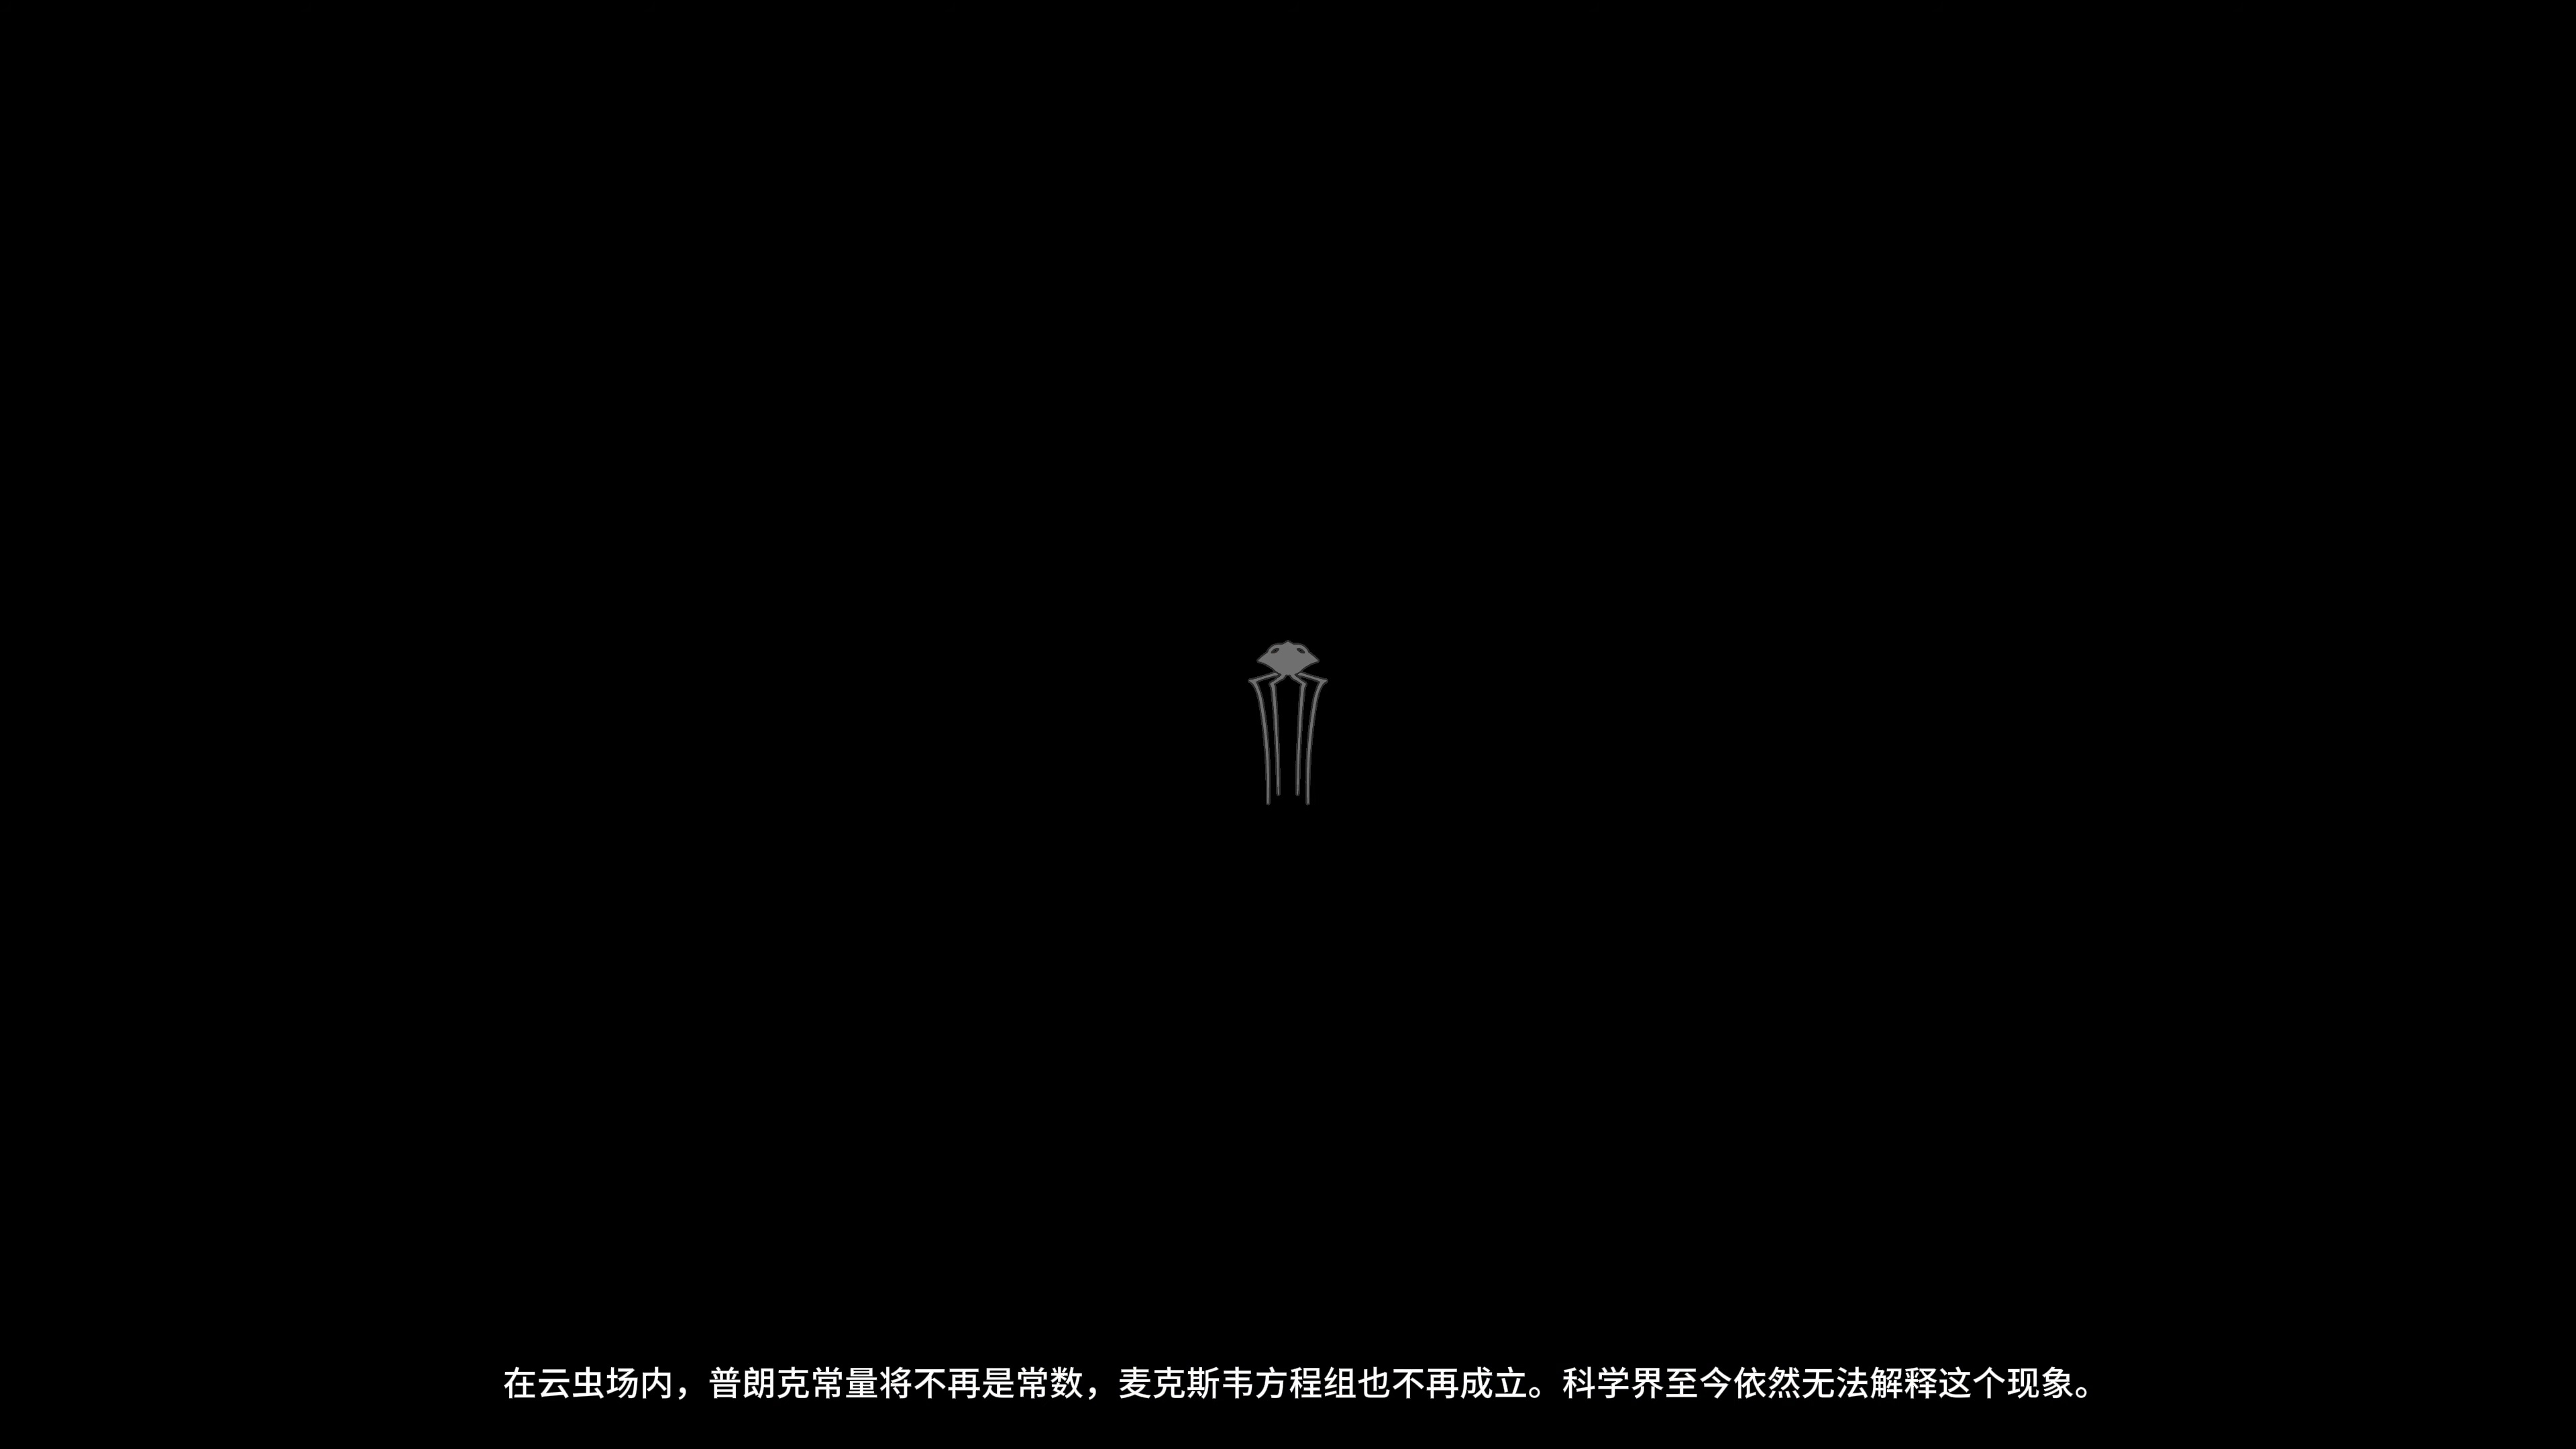 在云虫场内，普朗克常量将不再是常数，麦克斯韦方程组也不再成立。科学界至今依然无法解释这个现象。